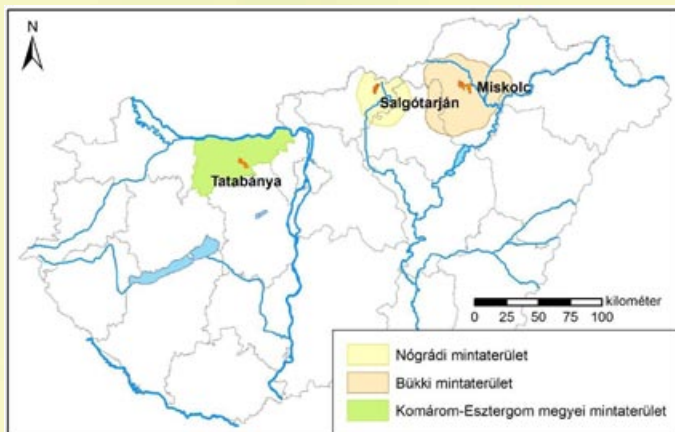 N
Miskolc
Salgótarján
Tatabánya
kilométer
0 25 50 75 100
Nógrádi mintaterület
Bükki mintaterület
Komárom-Esztergom megyei mintaterület